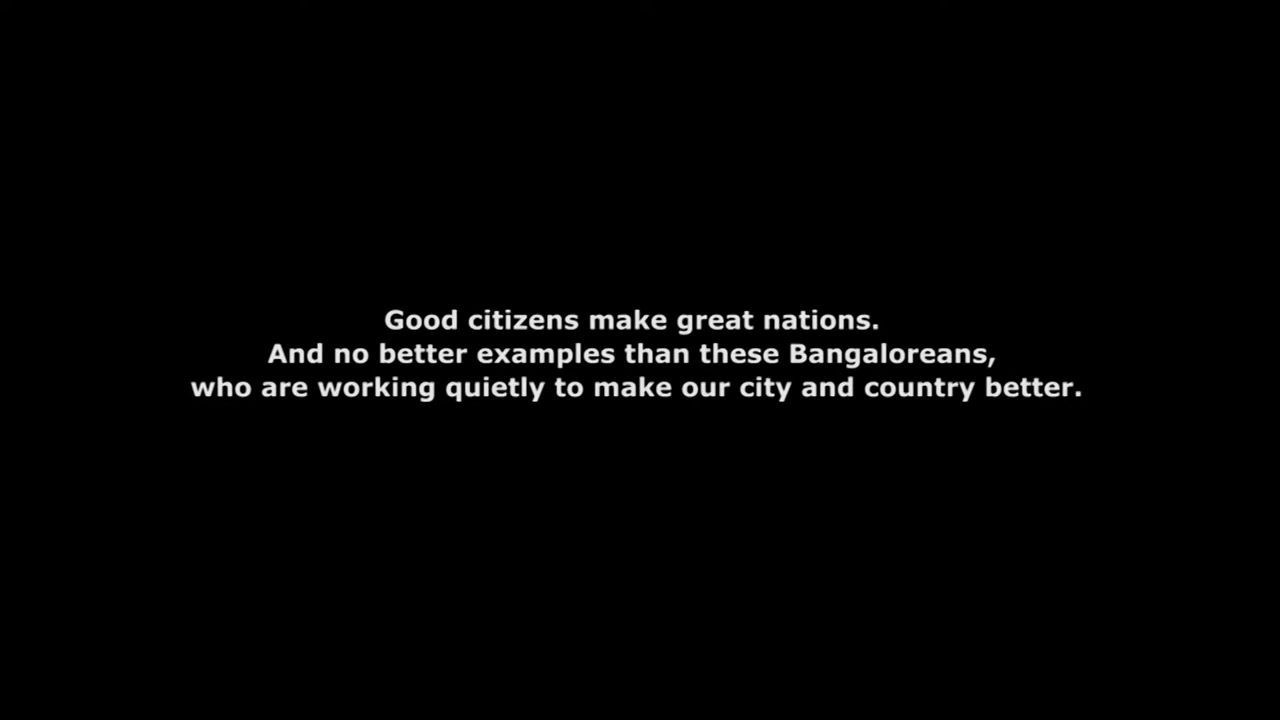 Good citizens make great nations.
And no better examples than these Bangaloreans,
who are working quietly to make our city and country better.